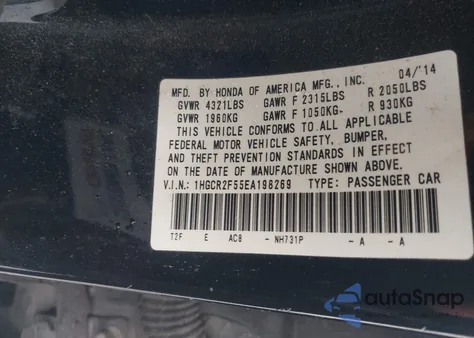 MFD. BY HONDA OF AMERICA MFG., INC. 04/'14
GVWR 4321LBS GAWR F 2315LBS R 2050LBS
GVWR 1960KG GAWR F 1050KG R 930KG
THIS VEHICLE CONFORMS TO ALL APPLICABLE
FEDERAL MOTOR VEHICLE SAFETY, BUMPER,
AND THEFT PREVENTION STANDARDS IN EFFECT
ON THE DATE OF MANUFACTURE SHOWN ABOVE.
V.I.N.: 1HGCR2F55EA198269 TYPE: PASSENGER CAR
T2F E AC8 - NH731P - A - A
autoSnap